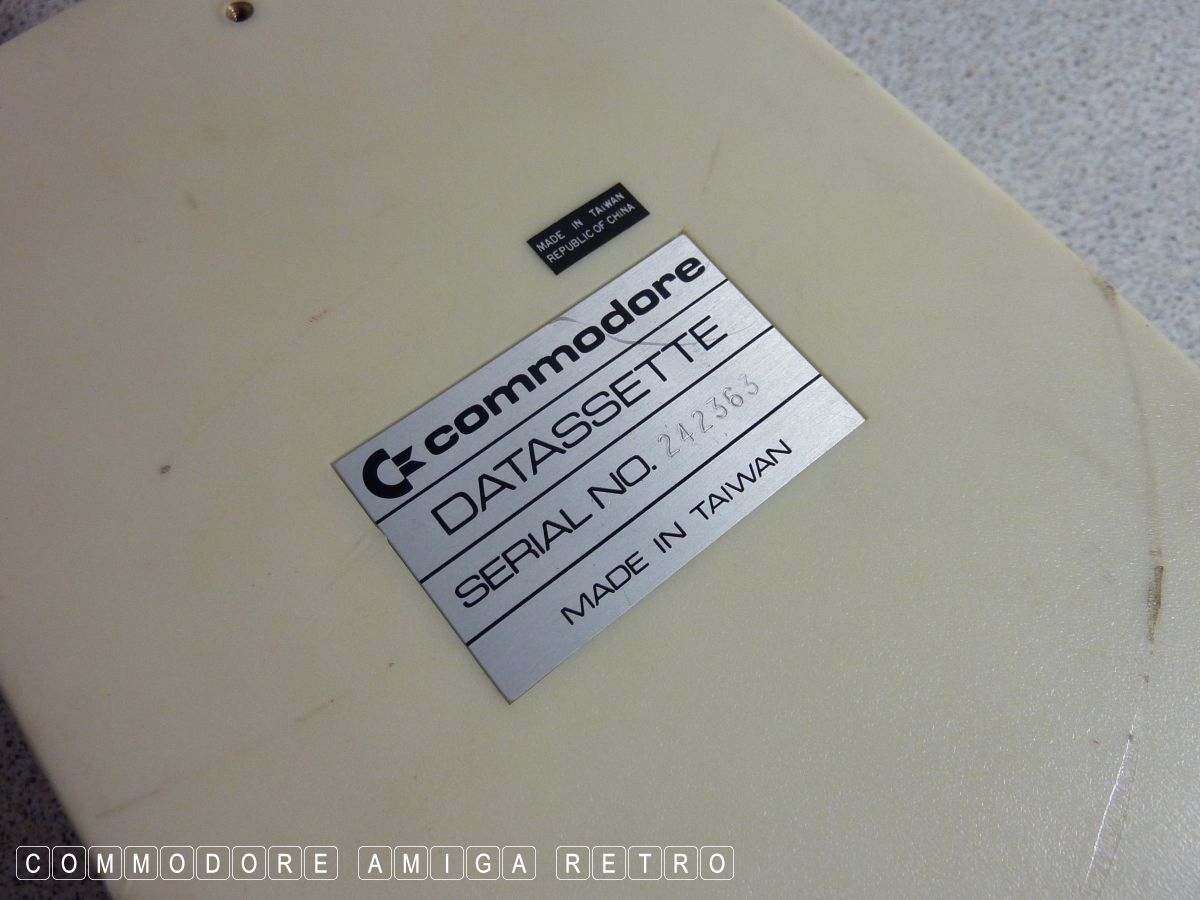 MADE IN TAIWAN
REPUBLIC OF CHINA
commodore
DATASSETTE
SERIAL NO. 242363
MADE IN TAIWAN
COMMODORE AMIGA RETRO